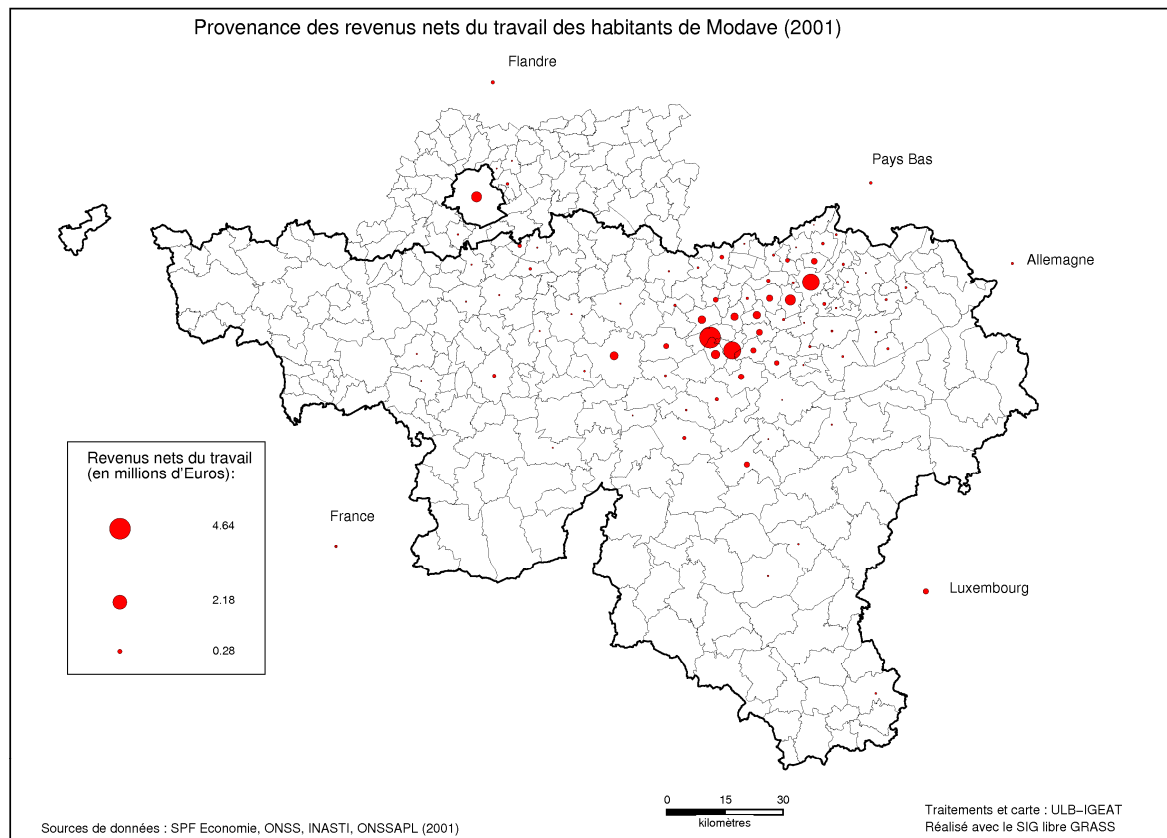 Provenance des revenus nets du travail des habitants de Modave (2001)
Flandre
Pays Bas
Allemagne
Revenus nets du travail
(en millions d'Euros):
4.64
2.18
0.28
France
Luxembourg
0 15 30
kilomètres
Sources de données : SPF Economie, ONSS, INASTI, ONSSAPL (2001)
Traitements et carte : ULB-IGEAT
Réalisé avec le SIG libre GRASS